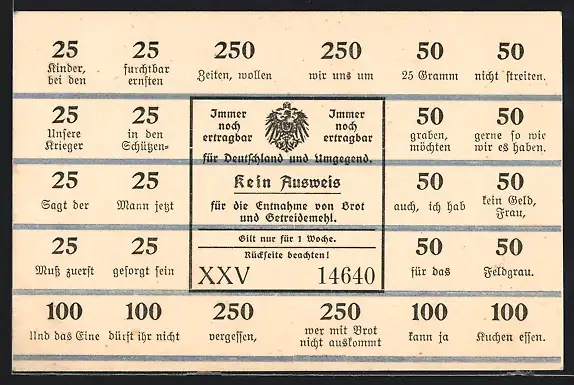 25 25 250 250 50 50
Kinder, furchtbar Zeiten, wollen wir uns um 25 Gramm nicht streiten.
bei den ernsten
25 25 50 50
Unsere in den graben, gerne so wie
Krieger Schützen- möchten wir es haben.
Immer Immer
noch noch
ertragbar ertragbar
für Deutschland und Umgegend.
Kein Ausweis
für die Entnahme von Brot
und Getreidemehl.
Gilt nur für 1 Woche.
Rückseite beachten!
XXV 14640
25 25 50 50
Sagt der Mann jetzt auch, ich hab kein Geld,
Frau,
25 25 50 50
Muß zuerst gesorgt sein für das Feldgrau.
100 100 250 250 100 100
Und das Eine dürft ihr nicht vergessen, wer mit Brot kann ja Kuchen essen.
nicht auskommt